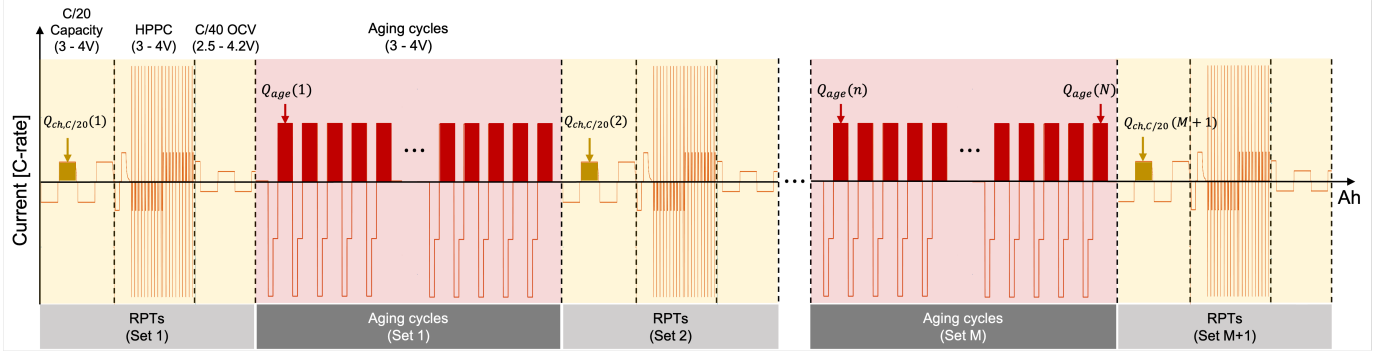 C/20
Capacity
(3 - 4V)
HPPC
(3 - 4V)
C/40 OCV
(2.5 - 4.2V)
Aging cycles
(3 - 4V)
Current [C-rate]
Q_{ch,C/20}(1)
Q_{age}(1)
...
Q_{ch,C/20}(2)
...
Q_{age}(n)
...
Q_{age}(N)
Q_{ch,C/20}(M + 1)
Ah
RPTs
(Set 1)
Aging cycles
(Set 1)
RPTs
(Set 2)
Aging cycles
(Set M)
RPTs
(Set M+1)